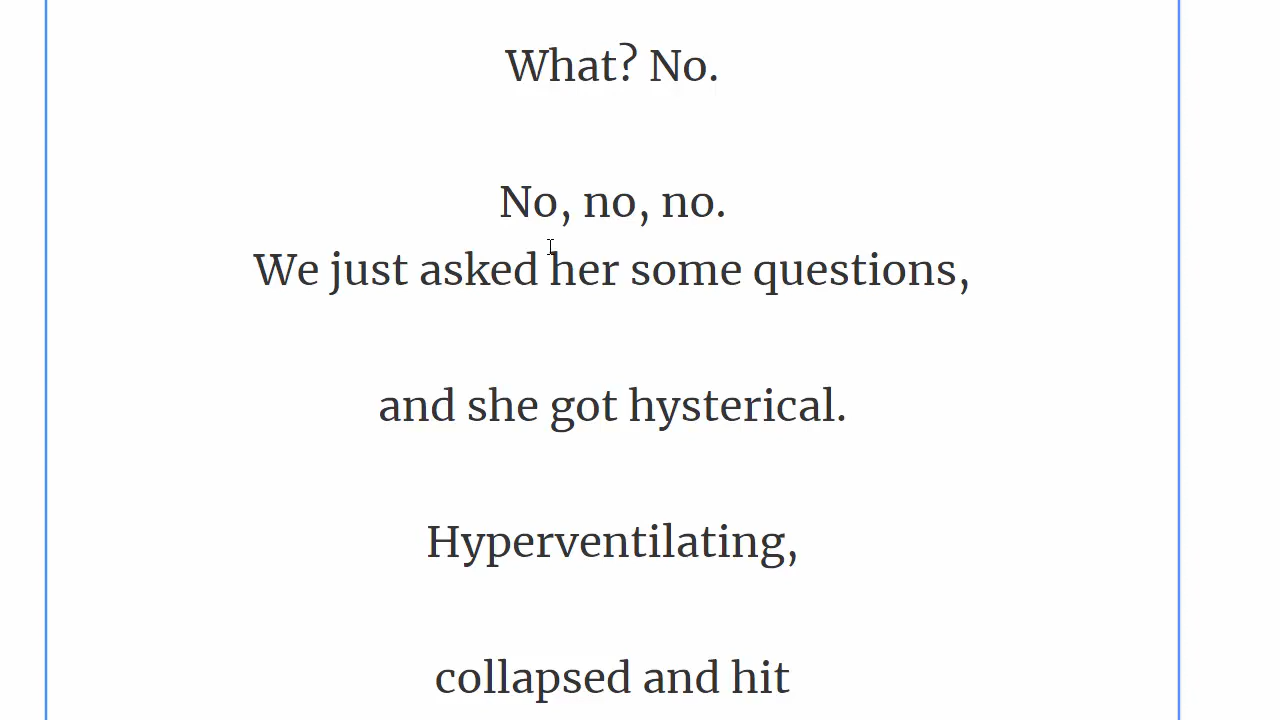 What? No.
No, no, no.
We just asked her some questions,
and she got hysterical.
Hyperventilating,
collapsed and hit